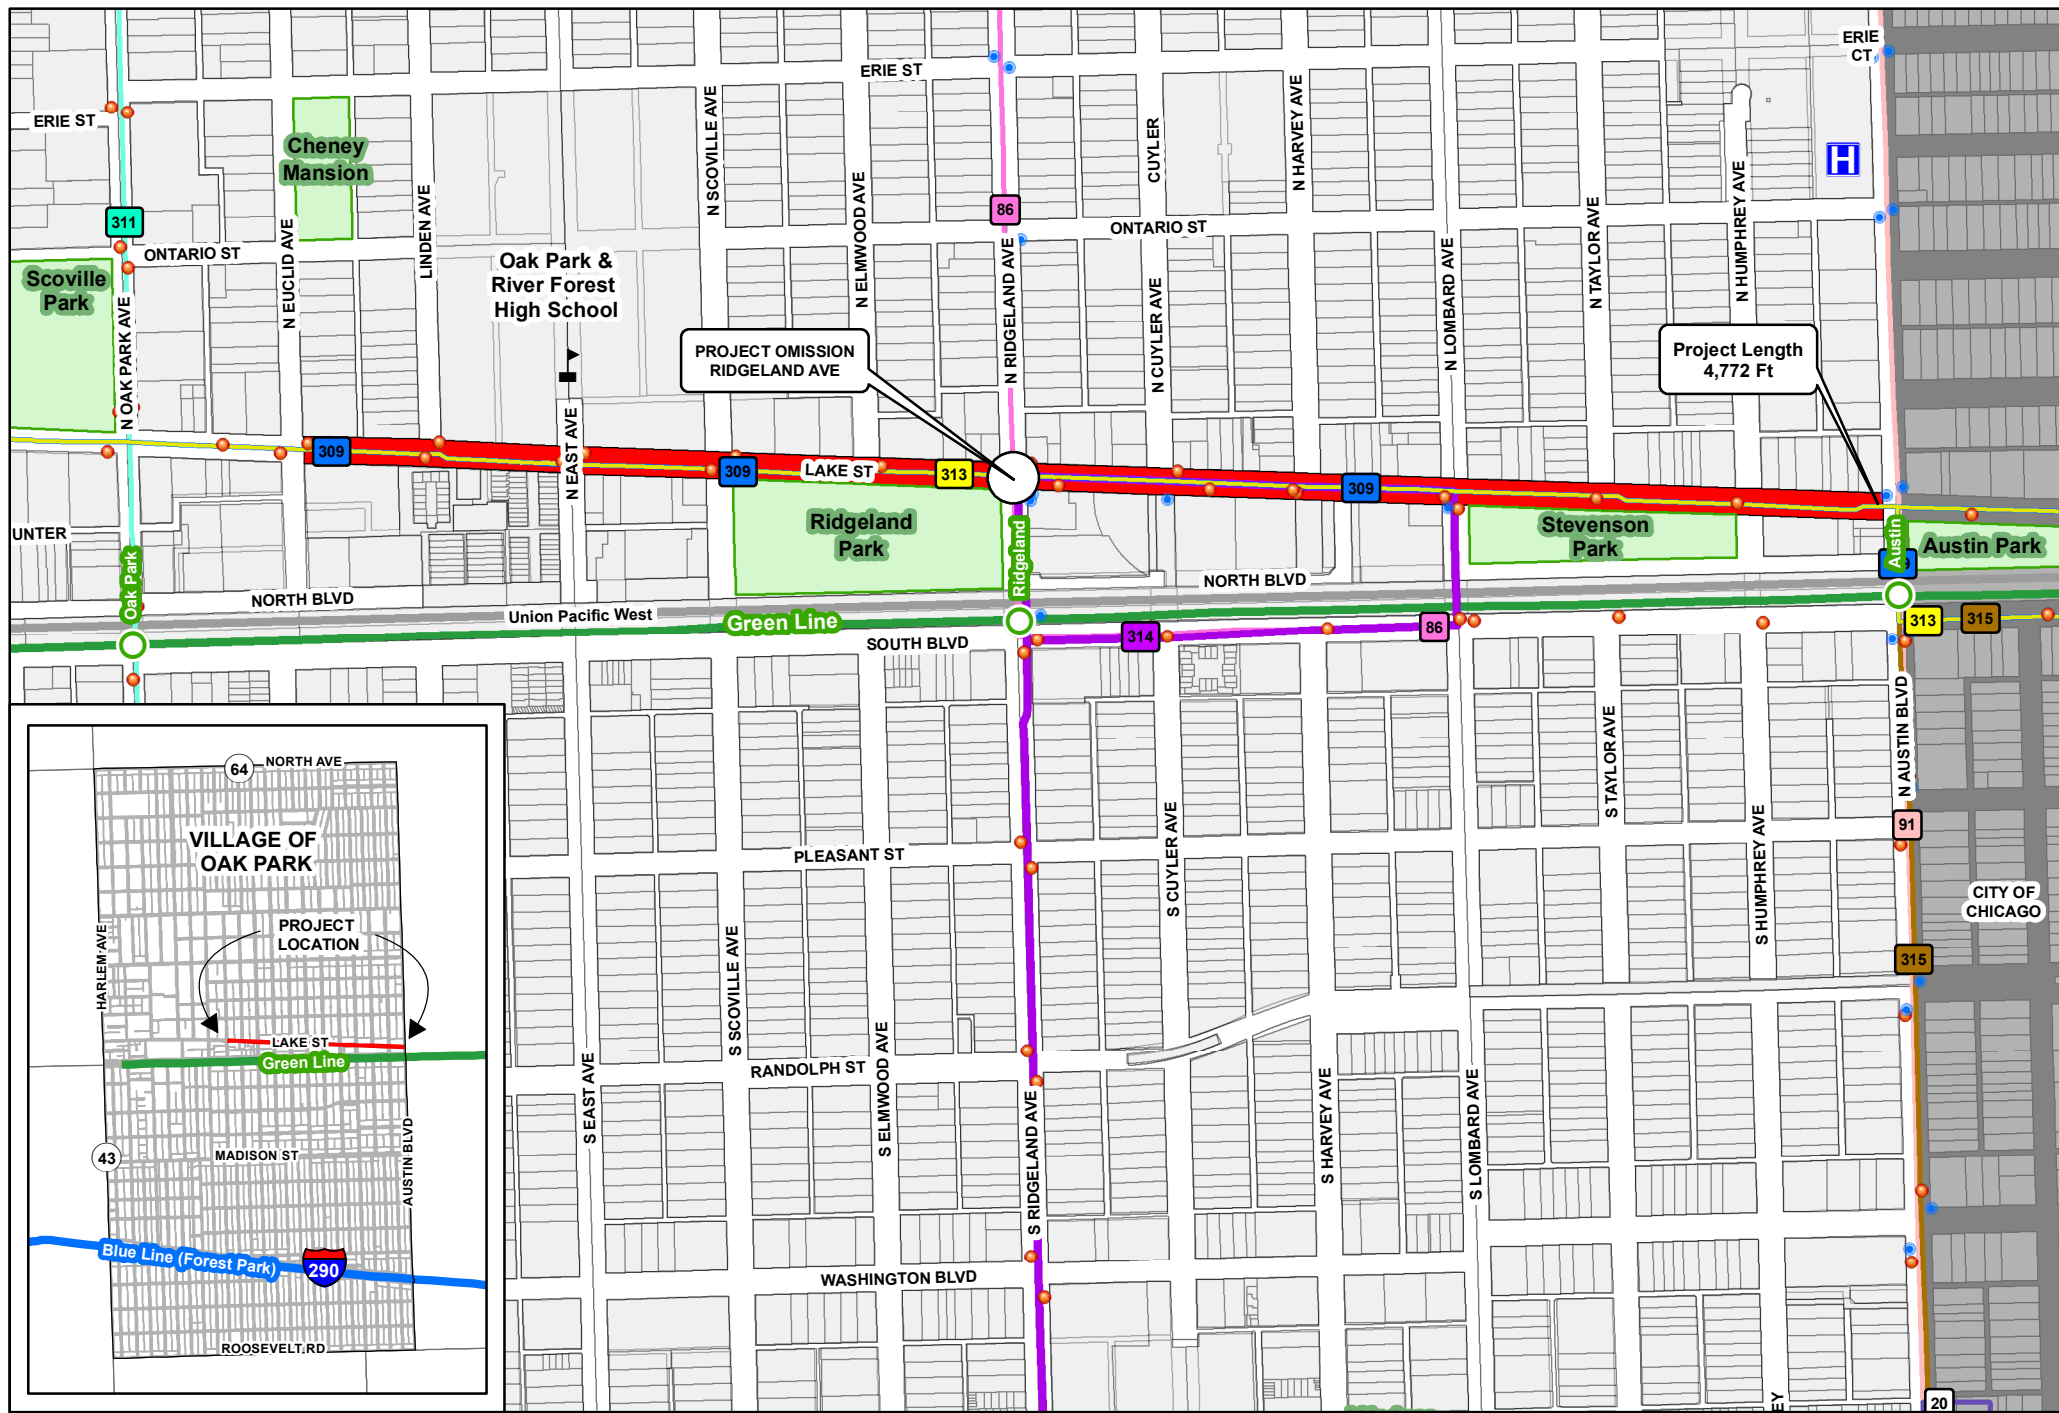 ERIE ST
ERIE
CT
ERIE ST
Cheney
Mansion
N SCOVILLE AVE
CUYLER
N HARVEY AVE
H
LINDEN AVE
N ELMWOOD AVE
N HUMPHREY AVE
311
86
N TAYLOR AVE
N EUCLID AVE
ONTARIO ST
ONTARIO ST
N RIDGELAND AVE
N LOMBARD AVE
Scoville
Park
N OAK PARK AVE
Oak Park &
River Forest
High School
N CUYLER AVE
PROJECT OMISSION
RIDGELAND AVE
Project Length
4,772 Ft
N EAST AVE
309
309
LAKE ST
313
309
Ridgeland
Park
Stevenson
Park
Austin Park
UNTER
Oak Park
Ridgeland
Austin
NORTH BLVD
NORTH BLVD
Union Pacific West
Green Line
SOUTH BLVD
314
86
313
315
N AUSTIN BLVD
S TAYLOR AVE
91
S HUMPHREY AVE
S CUYLER AVE
PLEASANT ST
CITY OF
CHICAGO
315
S SCOVILLE AVE
S ELMWOOD AVE
RANDOLPH ST
S EAST AVE
S RIDGELAND AVE
S HARVEY AVE
S LOMBARD AVE
WASHINGTON BLVD
EY
20
64
NORTH AVE
VILLAGE OF
OAK PARK
PROJECT
LOCATION
HARLEM AVE
LAKE ST
Green Line
43
MADISON ST
AUSTIN BLVD
Blue Line (Forest Park)
290
ROOSEVELT RD